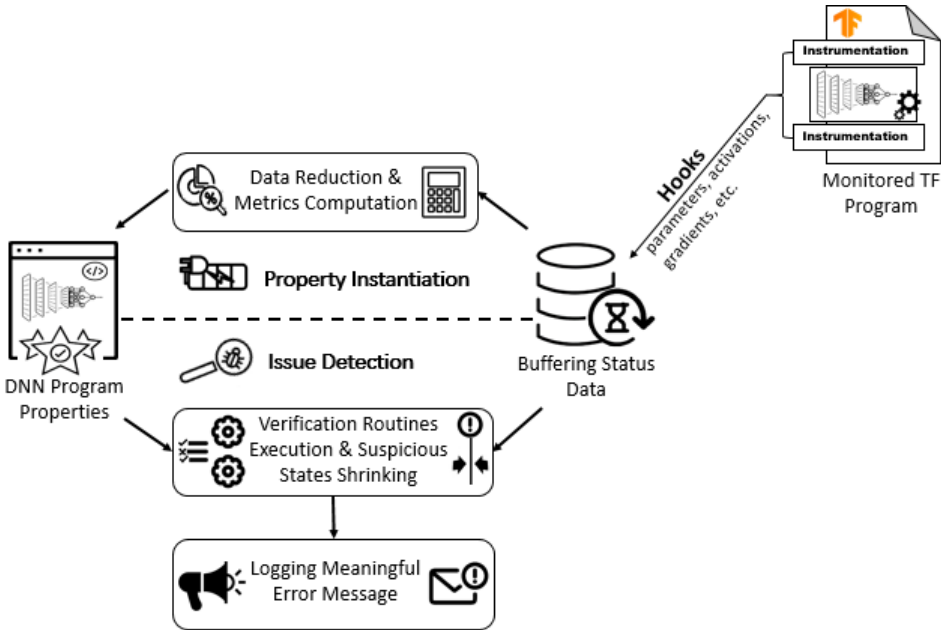 Instrumentation
Instrumentation
Monitored TF
Program
Hooks
parameters, activations,
gradients, etc.
Data Reduction &
Metrics Computation
Property Instantiation
</>
DNN Program
Properties
Issue Detection
Buffering Status
Data
Verification Routines
Execution & Suspicious
States Shrinking
Logging Meaningful
Error Message